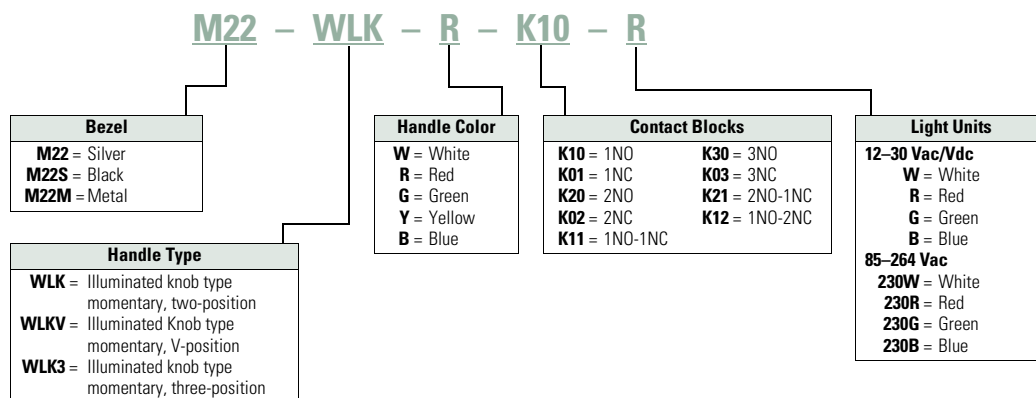 M22 – WLK – R – K10 – R
Bezel
M22 = Silver
M22S = Black
M22M = Metal
Handle Type
WLK = Illuminated knob type
momentary, two-position
WLKV = Illuminated Knob type
momentary, V-position
WLK3 = Illuminated knob type
momentary, three-position
Handle Color
W = White
R = Red
G = Green
Y = Yellow
B = Blue
Contact Blocks
K10 = 1NO
K01 = 1NC
K20 = 2NO
K02 = 2NC
K11 = 1NO-1NC
K30 = 3NO
K03 = 3NC
K21 = 2NO-1NC
K12 = 1NO-2NC
Light Units
12–30 Vac/Vdc
W = White
R = Red
G = Green
B = Blue
85–264 Vac
230W = White
230R = Red
230G = Green
230B = Blue